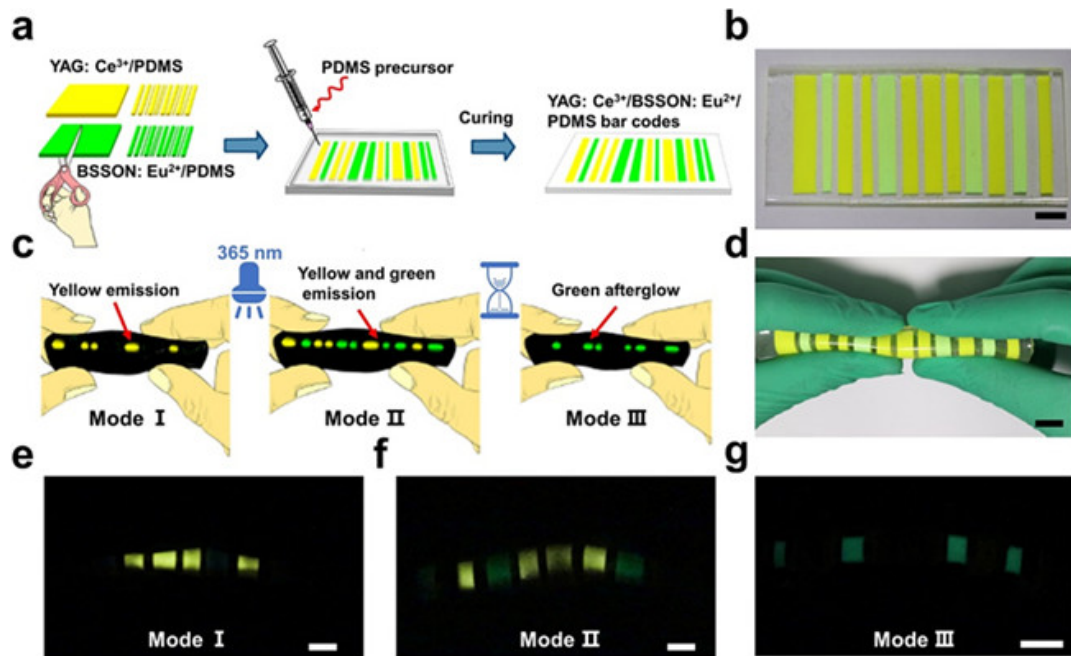 a
YAG: Ce³⁺/PDMS
BSSON: Eu²⁺/PDMS
PDMS precursor
Curing
YAG: Ce³⁺/BSSON: Eu²⁺/
PDMS bar codes
b
c
365 nm
Yellow emission
Mode Ⅰ
Yellow and green
emission
Mode Ⅱ
Green afterglow
Mode Ⅲ
d
e
Mode Ⅰ
f
Mode Ⅱ
g
Mode Ⅲ